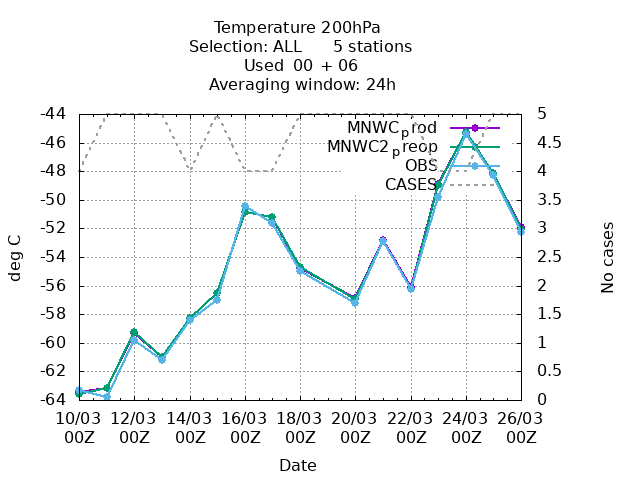 Temperature 200hPa
Selection: ALL 5 stations
Used 00 + 06
Averaging window: 24h
-44 5
MNWCprod
-46 4.5
MNWC2preop
OBS
-48 4
CASES
-50 3.5
-52 3
-54 2.5
-56 2
-58 1.5
-60 1
-62 0.5
-64 0
deg C
No cases
10/03 12/03 14/03 16/03 18/03 20/03 22/03 24/03 26/03
00Z 00Z 00Z 00Z 00Z 00Z 00Z 00Z 00Z
Date